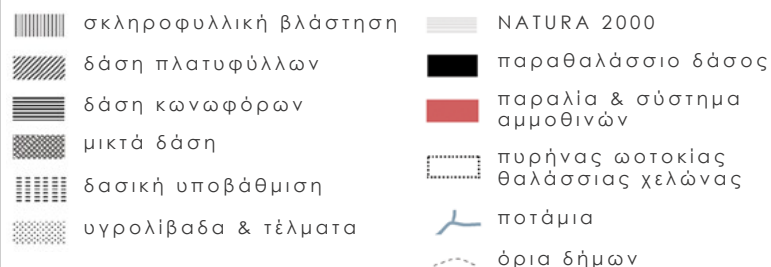 σκληροφυλλική βλάστηση
δάση πλατυφύλλων
δάση κωνωφόρων
μικτά δάση
δασική υποβάθμιση
υγρολίβαδα & τέλματα
NATURA 2000
παραθαλάσσιο δάσος
παραλία & σύστημα
αμμοθινών
πυρήνας ωοτοκίας
θαλάσσιας χελώνας
ποτάμια
όρια δήμων